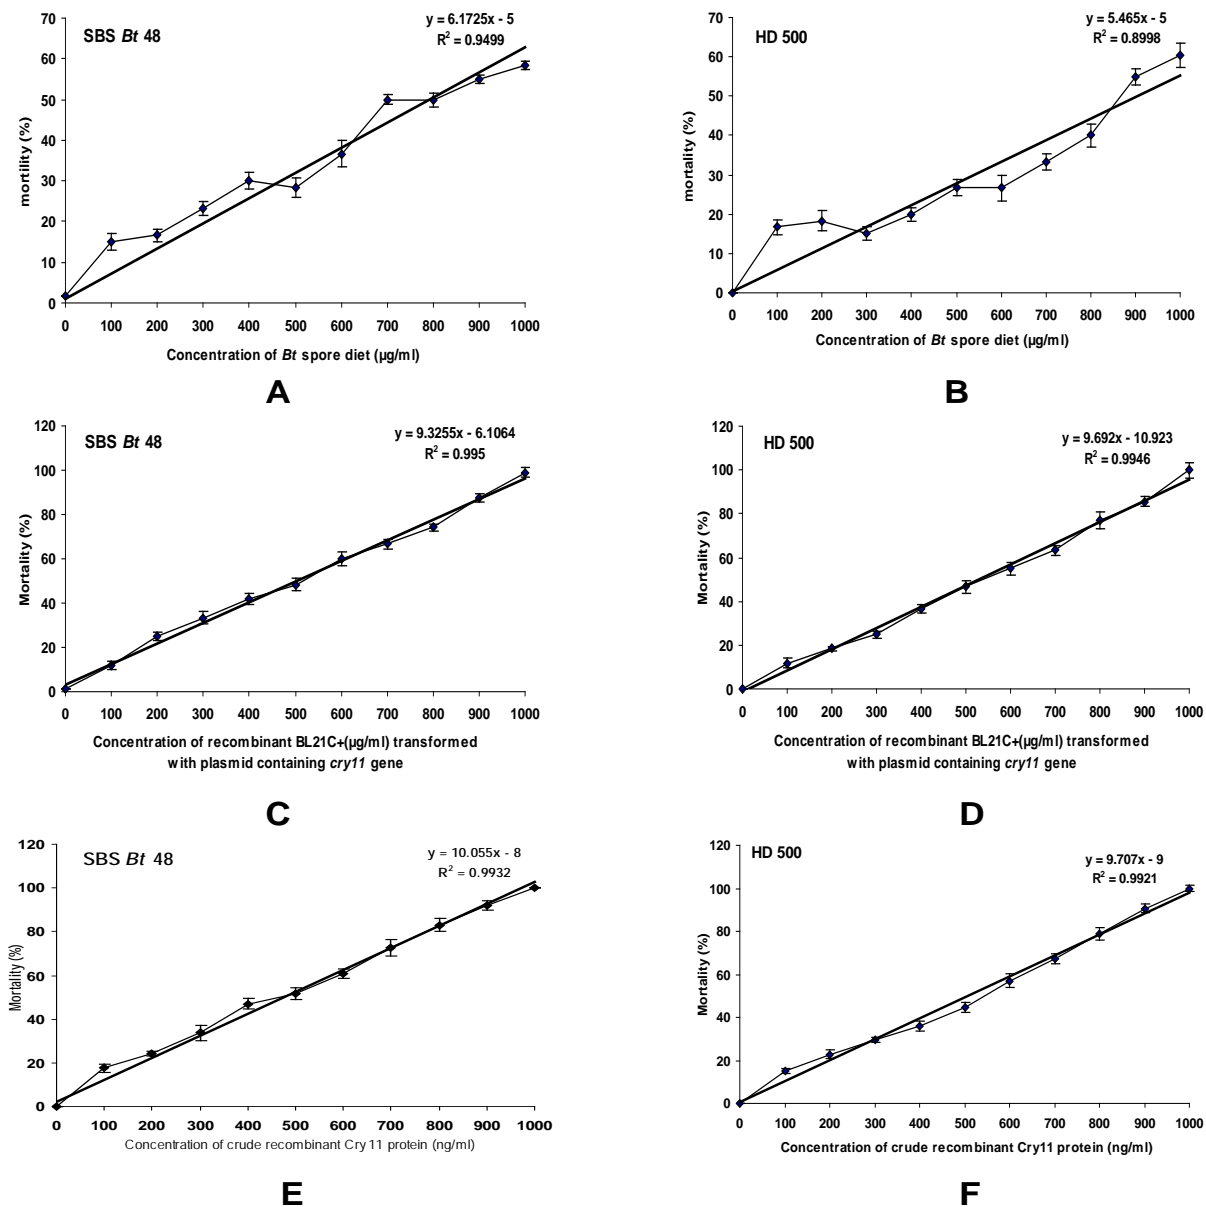 SBS Bt 48
y = 6.1725x - 5
R² = 0.9499
mortility (%)
70
60
50
40
30
20
10
0
0 100 200 300 400 500 600 700 800 900 1000
Concentration of Bt spore diet (µg/ml)
A
HD 500
y = 5.465x - 5
R² = 0.8998
mortality (%)
70
60
50
40
30
20
10
0
0 100 200 300 400 500 600 700 800 900 1000
Concentration of Bt spore diet (µg/ml)
B
SBS Bt 48
y = 9.3255x - 6.1064
R² = 0.995
Mortality (%)
120
100
80
60
40
20
0
0 100 200 300 400 500 600 700 800 900 1000
Concentration of recombinant BL21C+(µg/ml) transformed
with plasmid containing cry11 gene
C
HD 500
y = 9.692x - 10.923
R² = 0.9946
Mortality (%)
120
100
80
60
40
20
0
0 100 200 300 400 500 600 700 800 900 1000
Concentration of recombinant BL21C+(µg/ml) transformed
with plasmid containing cry11 gene
D
SBS Bt 48
y = 10.055x - 8
R² = 0.9932
Mortality (%)
120
100
80
60
40
20
0
0 100 200 300 400 500 600 700 800 900 1000
Concentration of crude recombinant Cry11 protein (ng/ml)
E
HD 500
y = 9.707x - 9
R² = 0.9921
Mortality (%)
120
100
80
60
40
20
0
0 100 200 300 400 500 600 700 800 900 1000
Concentration of crude recombinant Cry11 protein (ng/ml)
F